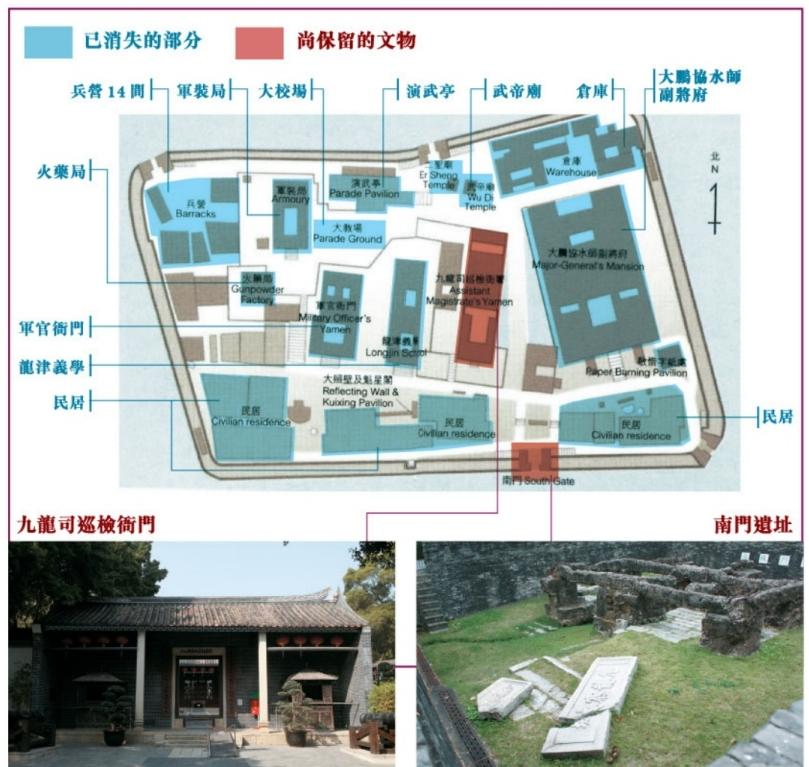 已消失的部分
尚保留的文物
兵營14間
軍裝局
大校場
演武亭
武帝廟
倉庫
大鵬協水師
副將府
火藥局
軍官衙門
龍津義學
民居
民居
北
N
兵營
Barracks
軍裝局
Armoury
演武亭
Parade Pavilion
二聖廟
Er Sheng
Temple
武帝廟
Wu Di
Temple
倉庫
Warehouse
大教場
Parade Ground
大鵬協水師副將府
Major-General's Mansion
火藥局
Gunpowder
Factory
軍官衙門
Military Officer's
Yamen
龍津義學
Longjin School
九龍司巡檢衙署
Assistant
Magistrate's Yamen
敬惜字紙處
Paper Burning Pavilion
大照壁及魁星閣
Reflecting Wall &
Kuixing Pavilion
民居
Civilian residence
民居
Civilian residence
民居
Civilian residence
南門 South Gate
九龍司巡檢衙門
南門遺址